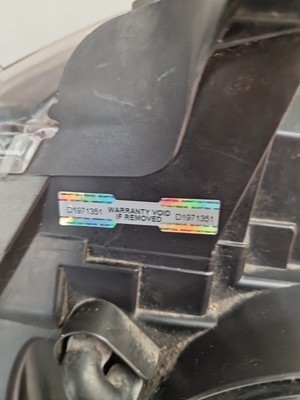 D1971351 WARRANTY VOID D1971351
IF REMOVED